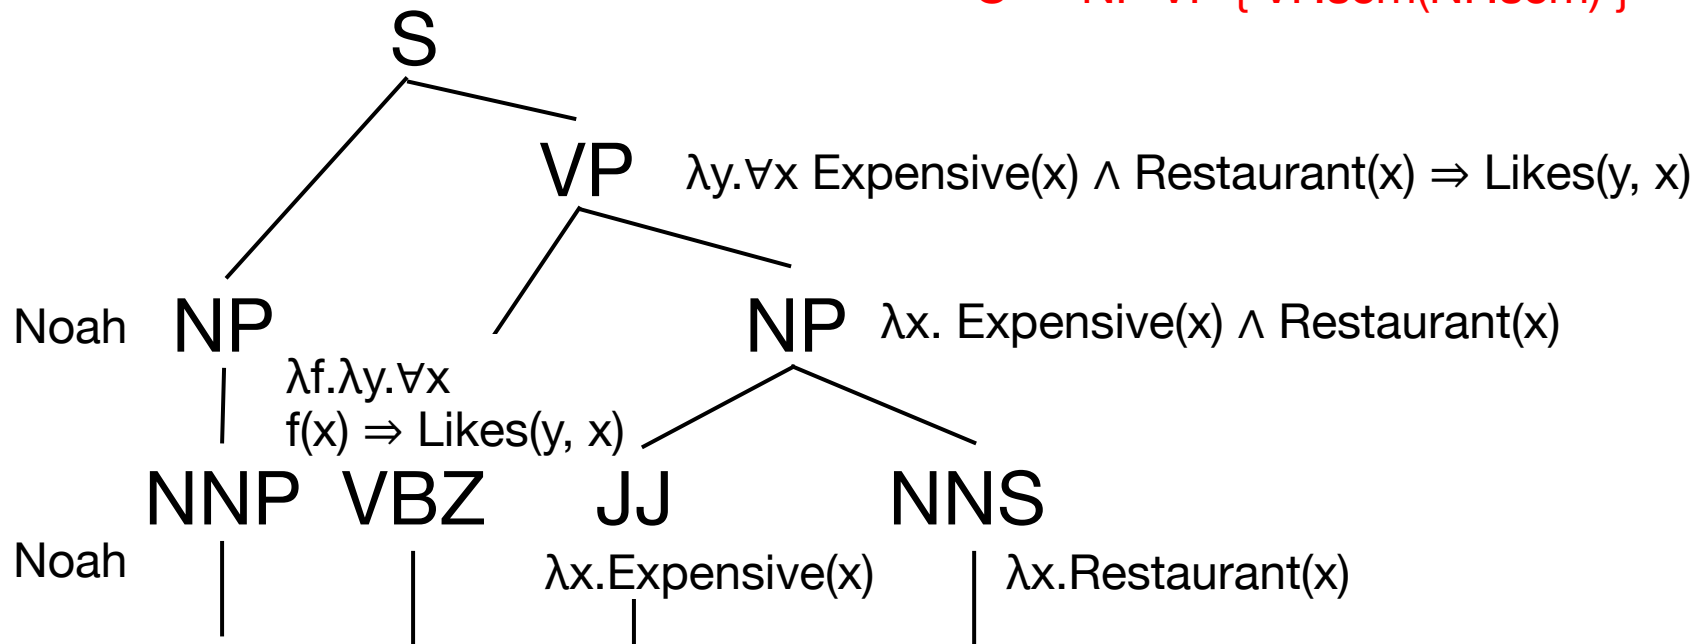 S
VP λy.∀x Expensive(x) ∧ Restaurant(x) ⇒ Likes(y, x)
Noah NP NP λx. Expensive(x) ∧ Restaurant(x)
λf.λy.∀x
f(x) ⇒ Likes(y, x)
NNP VBZ JJ NNS
Noah λx.Expensive(x) λx.Restaurant(x)